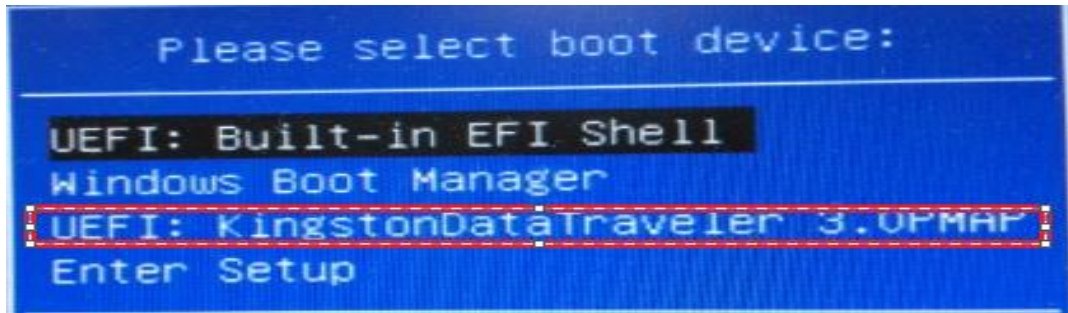 Please select boot device:
UEFI: Built-in EFI Shell
Windows Boot Manager
UEFI: KingstonDataTraveler 3.0PMAP
Enter Setup